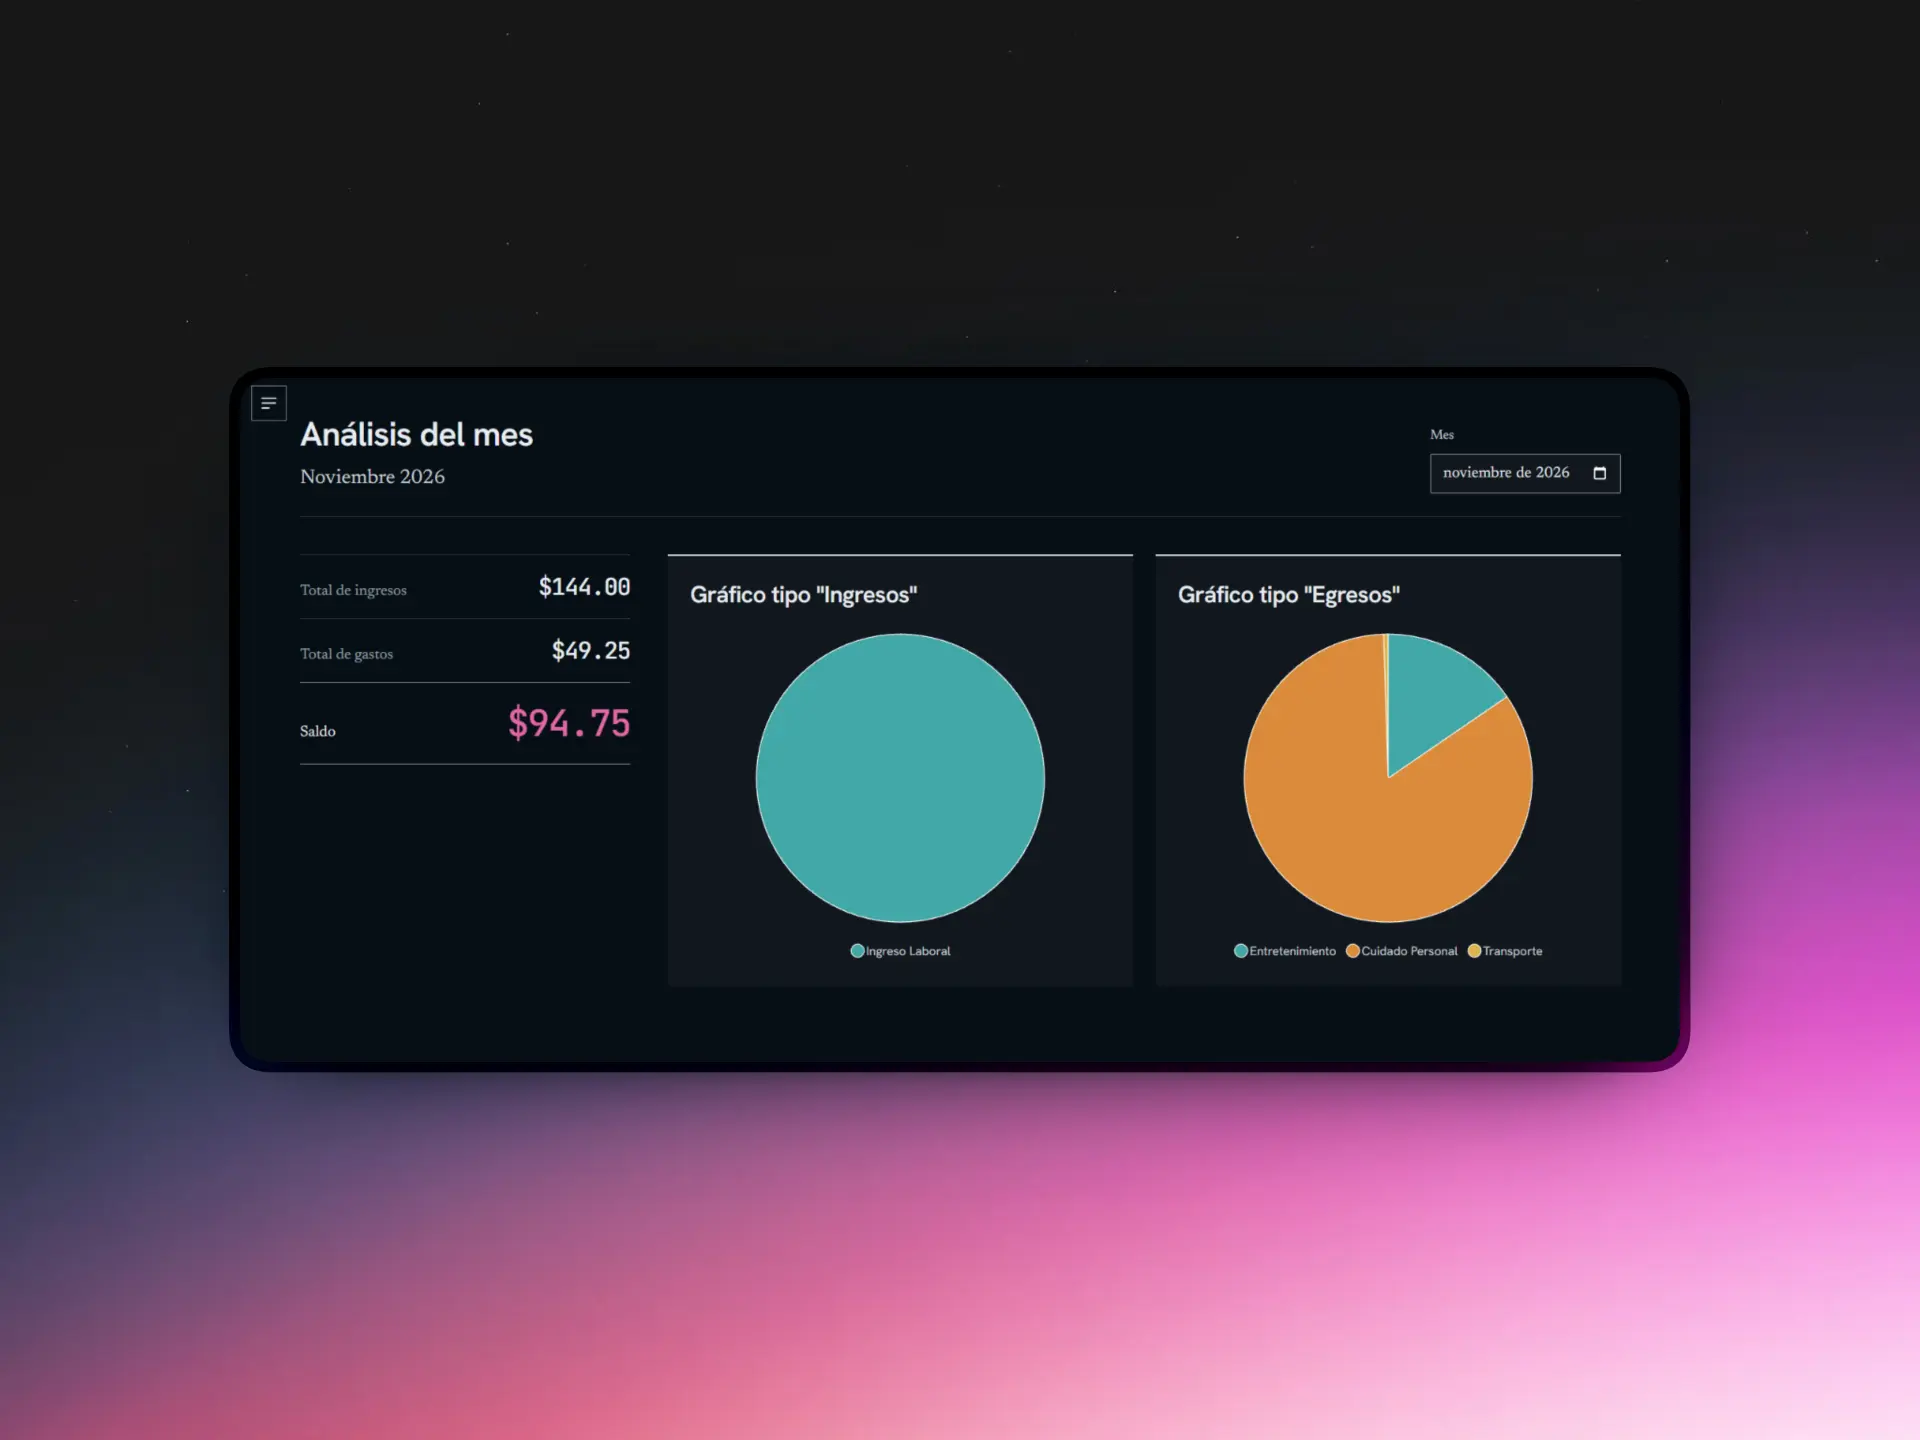 Análisis del mes
Noviembre 2026
Mes
noviembre de 2026
Total de ingresos $144.00
Total de gastos $49.25
Saldo $94.75
Gráfico tipo "Ingresos"
Ingreso Laboral
Gráfico tipo "Egresos"
Entretenimiento Cuidado Personal Transporte